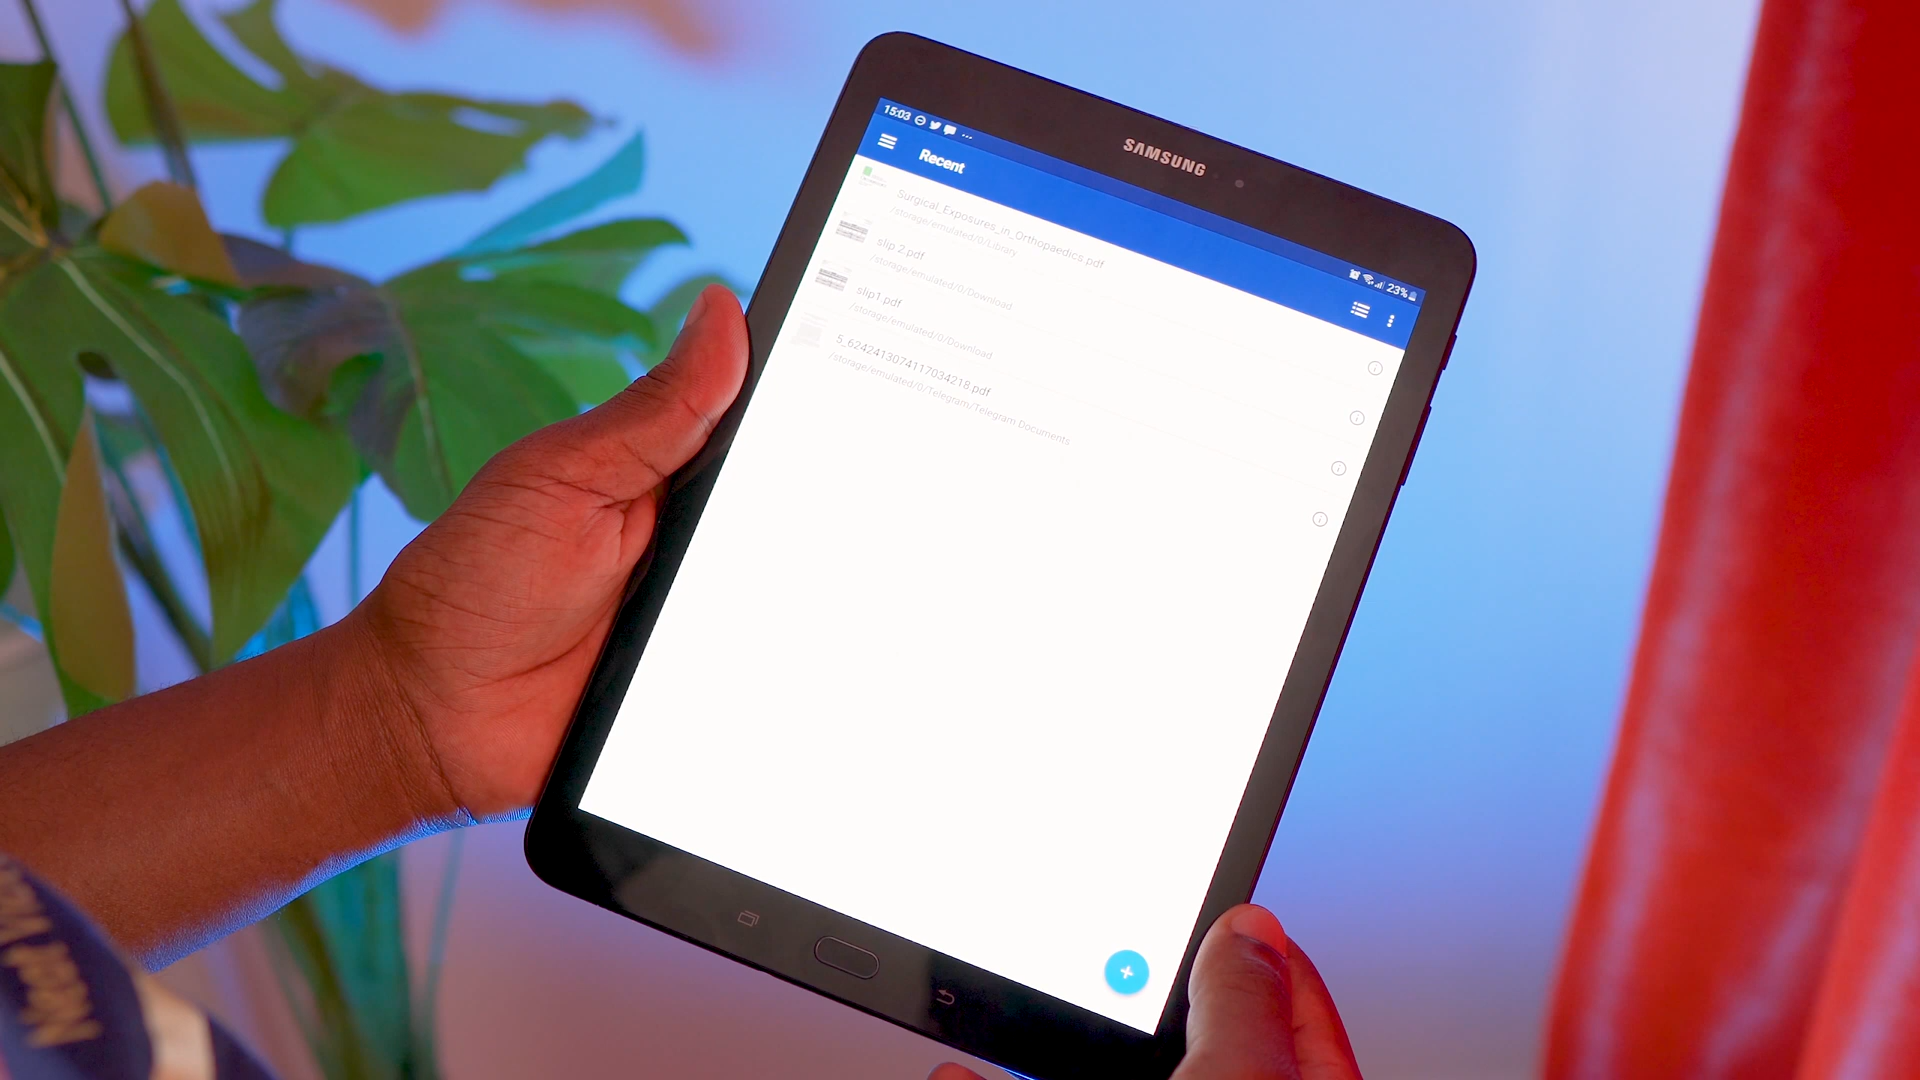 SAMSUNG
15:03
23%
Recent
Surgical_Exposures_in_Orthopaedics.pdf
/storage/emulated/0/Library
slip 2.pdf
/storage/emulated/0/Download
slip1.pdf
/storage/emulated/0/Download
5_6242413074117034218.pdf
/storage/emulated/0/Telegram/Telegram Documents